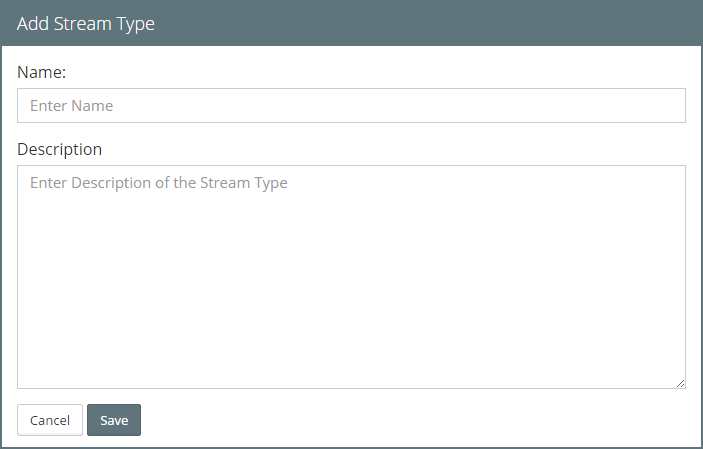 Add Stream Type
Name:
Enter Name
Description
Enter Description of the Stream Type
Cancel Save